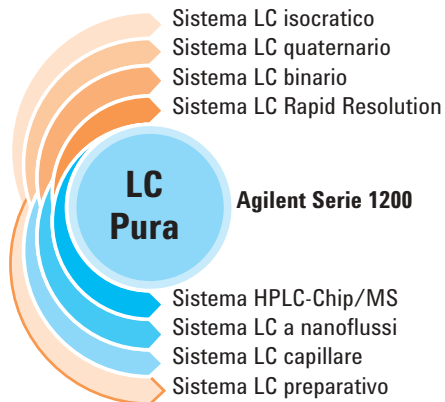 Sistema LC isocratico
Sistema LC quaternario
Sistema LC binario
Sistema LC Rapid Resolution
LC
Pura
Agilent Serie 1200
Sistema HPLC-Chip/MS
Sistema LC a nanoflussi
Sistema LC capillare
Sistema LC preparativo